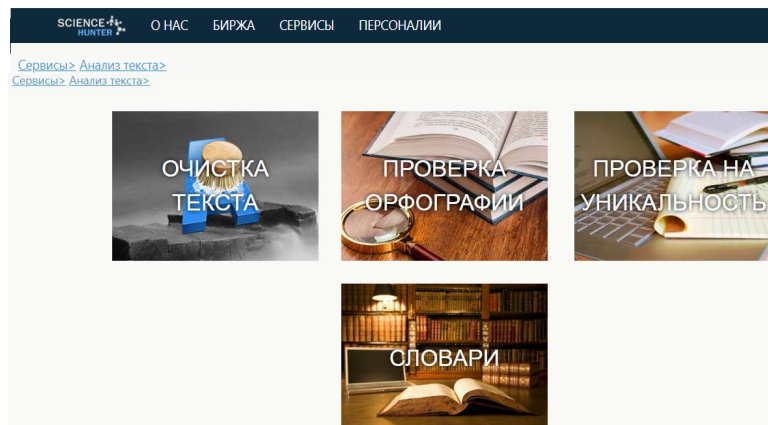 SCIENCE
HUNTER
О НАС БИРЖА СЕРВИСЫ ПЕРСОНАЛИИ
Сервисы> Анализ текста>
Сервисы> Анализ текста>
ОЧИСТКА
ТЕКСТА
ПРОВЕРКА
ОРФОГРАФИИ
ПРОВЕРКА НА
УНИКАЛЬНОСТЬ
СЛОВАРИ